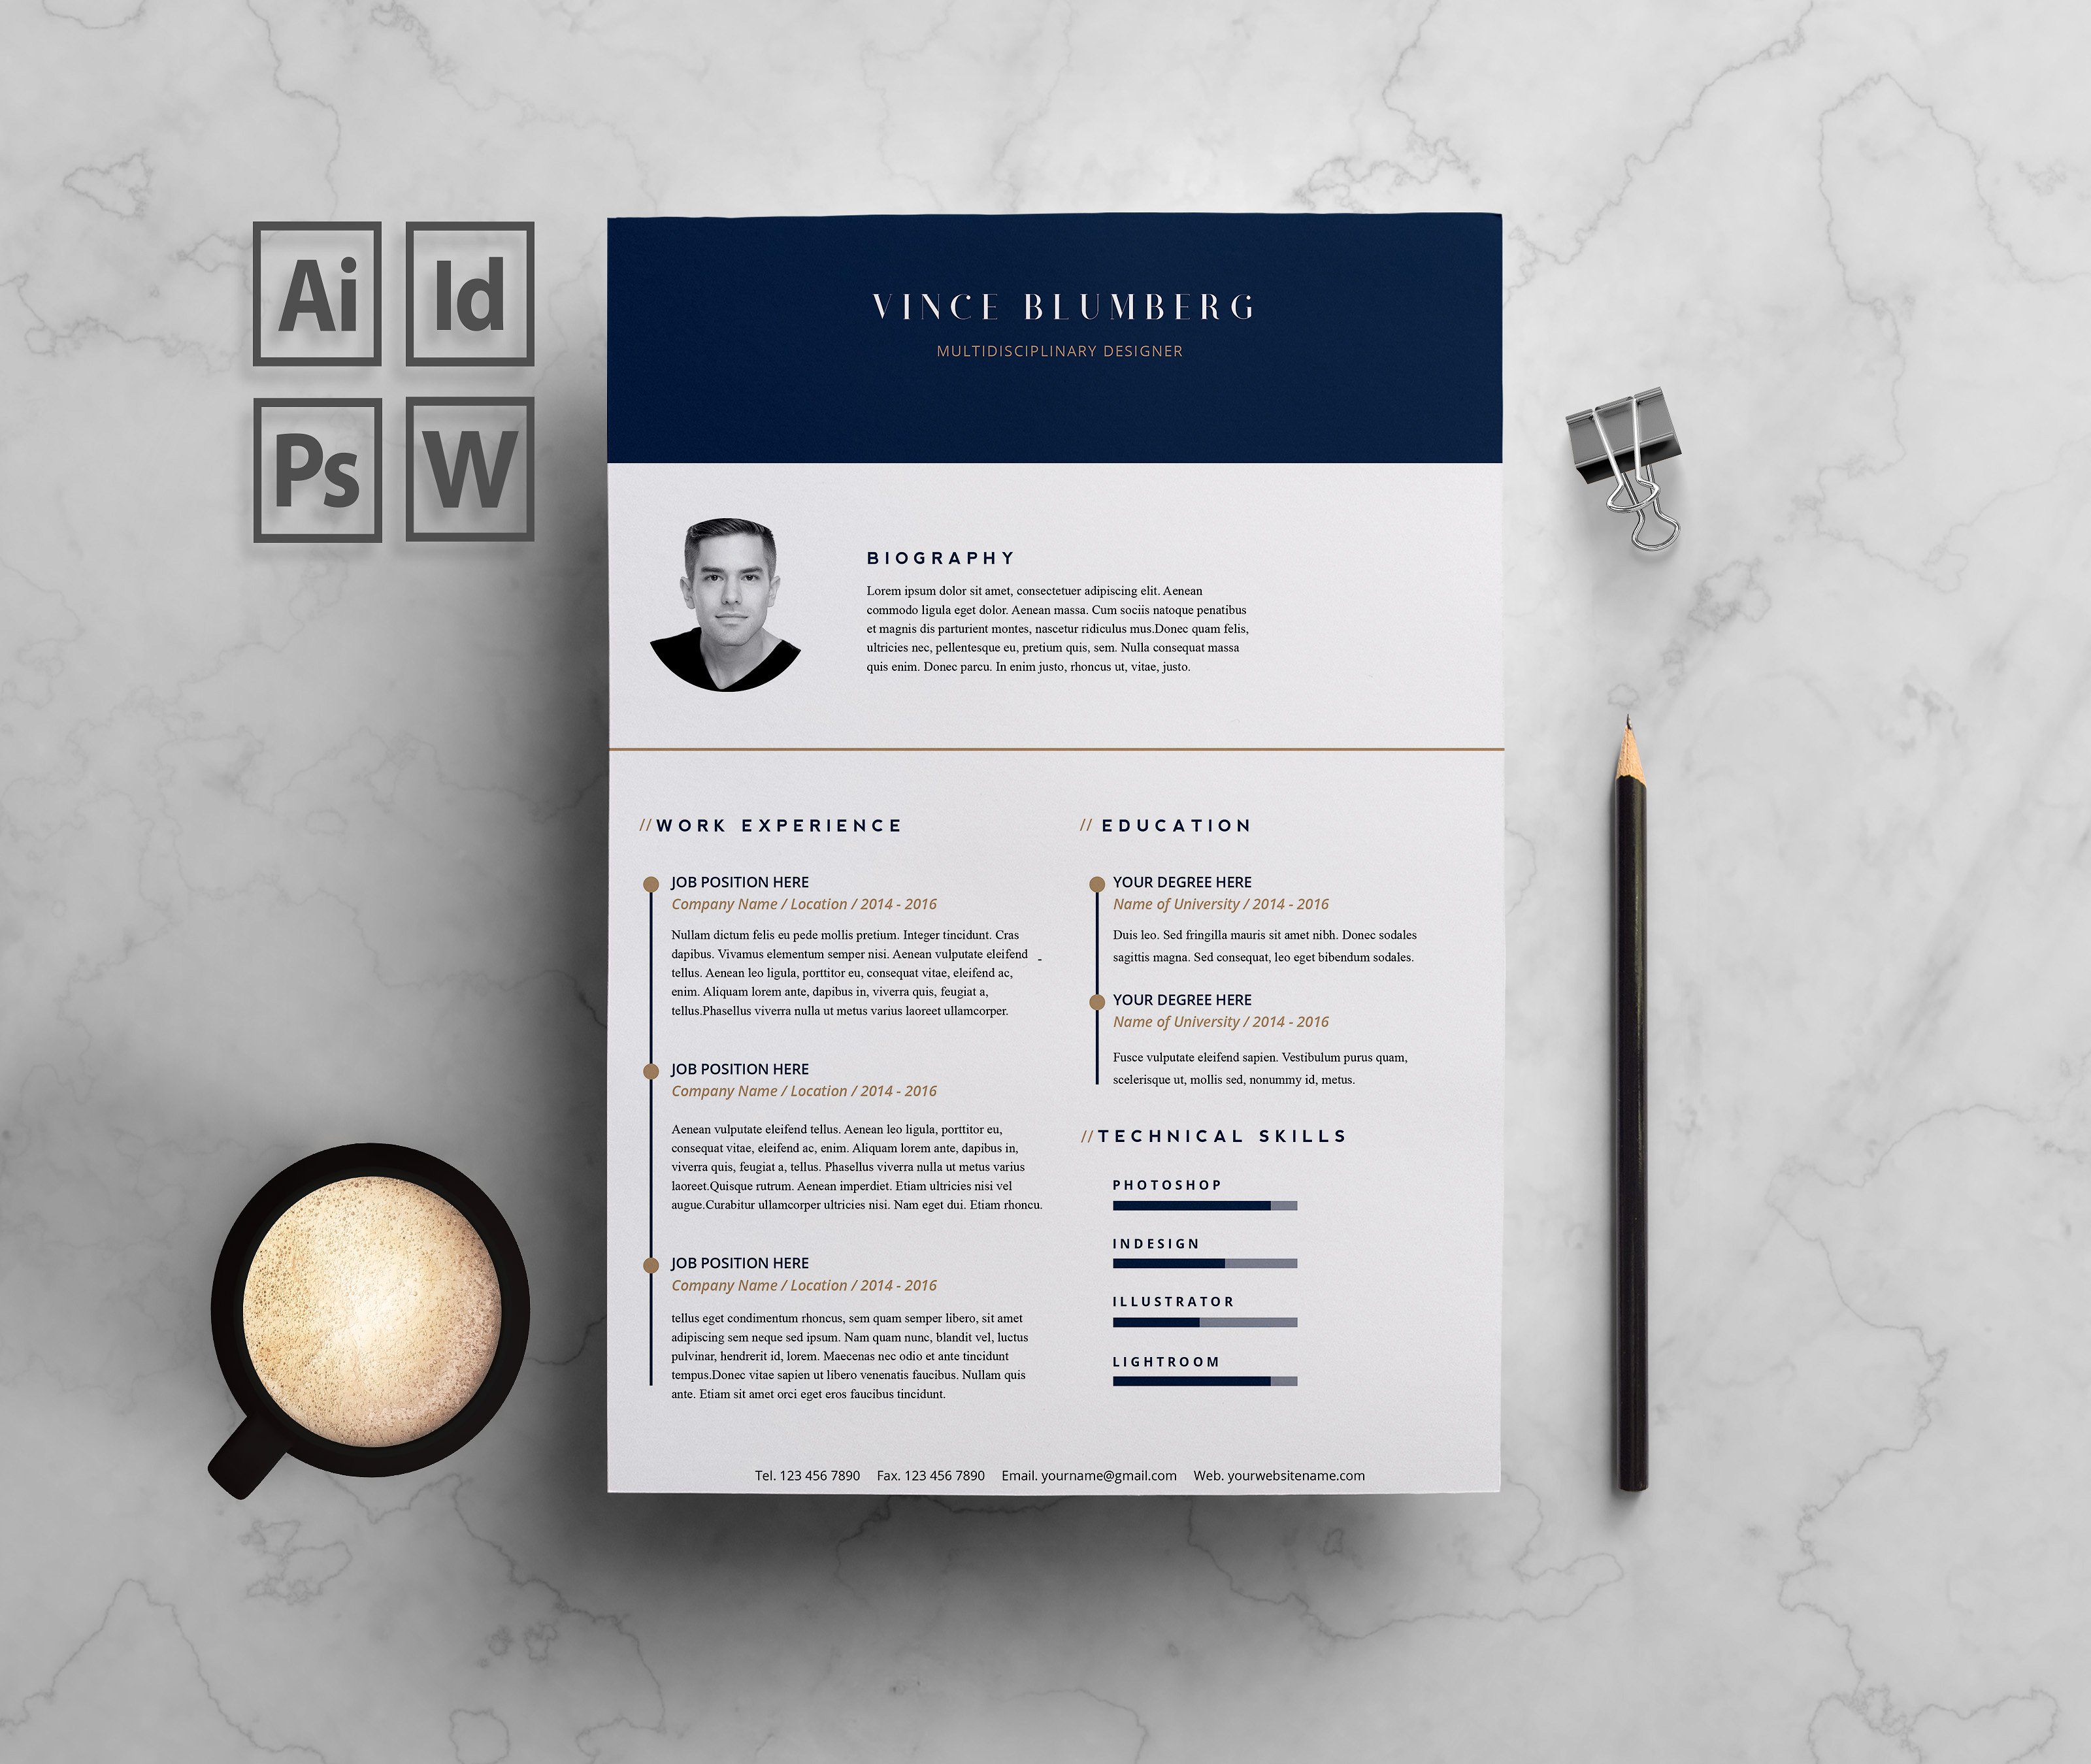 Ai Id
Ps W
VINCE BLUMBERG
MULTIDISCIPLINARY DESIGNER
BIOGRAPHY
Lorem ipsum dolor sit amet, consectetuer adipiscing elit. Aenean
commodo ligula eget dolor. Aenean massa. Cum sociis natoque penatibus
et magnis dis parturient montes, nascetur ridiculus mus.Donec quam felis,
ultricies nec, pellentesque eu, pretium quis, sem. Nulla consequat massa
quis enim. Donec parcu. In enim justo, rhoncus ut, vitae, justo.
// WORK EXPERIENCE
JOB POSITION HERE
Company Name / Location / 2014 - 2016
Nullam dictum felis eu pede mollis pretium. Integer tincidunt. Cras
dapibus. Vivamus elementum semper nisi. Aenean vulputate eleifend -
tellus. Aenean leo ligula, porttitor eu, consequat vitae, eleifend ac,
enim. Aliquam lorem ante, dapibus in, viverra quis, feugiat a,
tellus.Phasellus viverra nulla ut metus varius laoreet ullamcorper.
JOB POSITION HERE
Company Name / Location / 2014 - 2016
Aenean vulputate eleifend tellus. Aenean leo ligula, porttitor eu,
consequat vitae, eleifend ac, enim. Aliquam lorem ante, dapibus in,
viverra quis, feugiat a, tellus. Phasellus viverra nulla ut metus varius
laoreet.Quisque rutrum. Aenean imperdiet. Etiam ultricies nisi vel
augue.Curabitur ullamcorper ultricies nisi. Nam eget dui. Etiam rhoncu.
JOB POSITION HERE
Company Name / Location / 2014 - 2016
tellus eget condimentum rhoncus, sem quam semper libero, sit amet
adipiscing sem neque sed ipsum. Nam quam nunc, blandit vel, luctus
pulvinar, hendrerit id, lorem. Maecenas nec odio et ante tincidunt
tempus.Donec vitae sapien ut libero venenatis faucibus. Nullam quis
ante. Etiam sit amet orci eget eros faucibus tincidunt.
// EDUCATION
YOUR DEGREE HERE
Name of University / 2014 - 2016
Duis leo. Sed fringilla mauris sit amet nibh. Donec sodales
sagittis magna. Sed consequat, leo eget bibendum sodales.
YOUR DEGREE HERE
Name of University / 2014 - 2016
Fusce vulputate eleifend sapien. Vestibulum purus quam,
scelerisque ut, mollis sed, nonummy id, metus.
// TECHNICAL SKILLS
PHOTOSHOP
INDESIGN
ILLUSTRATOR
LIGHTROOM
Tel. 123 456 7890 Fax. 123 456 7890 Email. yourname@gmail.com Web. yourwebsitename.com